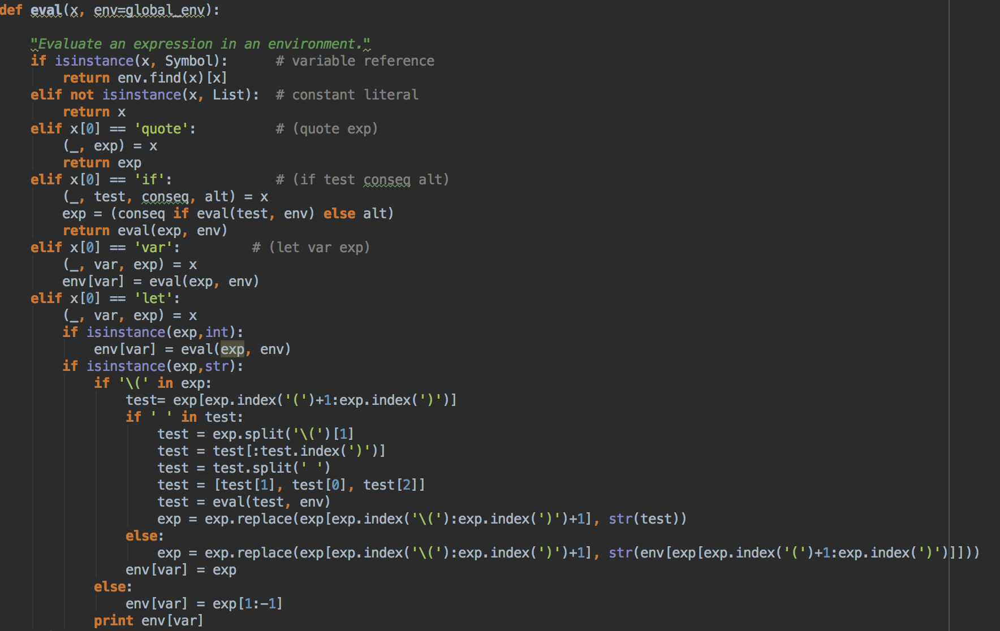 def eval(x, env=global_env):
    "Evaluate an expression in an environment."
    if isinstance(x, Symbol):      # variable reference
        return env.find(x)[x]
    elif not isinstance(x, List):  # constant literal
        return x
    elif x[0] == 'quote':          # (quote exp)
        (_, exp) = x
        return exp
    elif x[0] == 'if':             # (if test conseq alt)
        (_, test, conseq, alt) = x
        exp = (conseq if eval(test, env) else alt)
        return eval(exp, env)
    elif x[0] == 'var':         # (let var exp)
        (_, var, exp) = x
        env[var] = eval(exp, env)
    elif x[0] == 'let':
        (_, var, exp) = x
        if isinstance(exp,int):
            env[var] = eval(exp, env)
        if isinstance(exp,str):
            if '\(' in exp:
                test= exp[exp.index('(')+1:exp.index(')')]
                if ' ' in test:
                    test = exp.split('\(')[1]
                    test = test[:test.index(')')]
                    test = test.split(' ')
                    test = [test[1], test[0], test[2]]
                    test = eval(test, env)
                    exp = exp.replace(exp[exp.index('\('):exp.index(')')+1], str(test))
                else:
                    exp = exp.replace(exp[exp.index('\('):exp.index(')')+1], str(env[exp[exp.index('(')+1:exp.index(')')]]))
                env[var] = exp
            else:
                env[var] = exp[1:-1]
            print env[var]